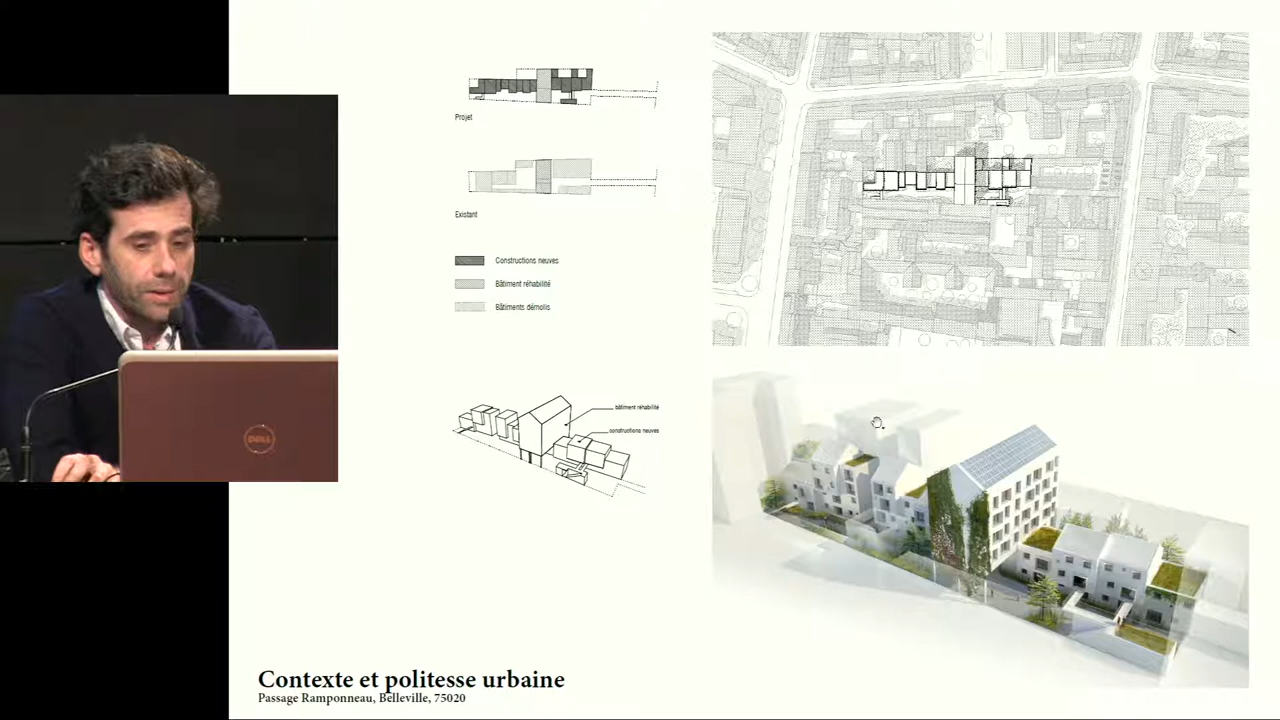 Projet
Existant
Constructions neuves
Bâtiment réhabilité
Bâtiments démolis
bâtiment réhabilité
constructions neuves
DELL
Contexte et politesse urbaine
Passage Ramponneau, Belleville, 75020